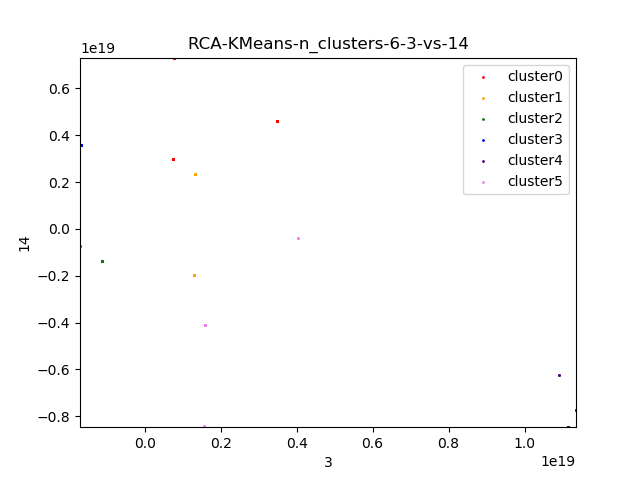 RCA-KMeans-n_clusters-6-3-vs-14
1e19
0.6
0.4
0.2
0.0
−0.2
−0.4
−0.6
−0.8
14
cluster0
cluster1
cluster2
cluster3
cluster4
cluster5
0.0 0.2 0.4 0.6 0.8 1.0
1e19
3